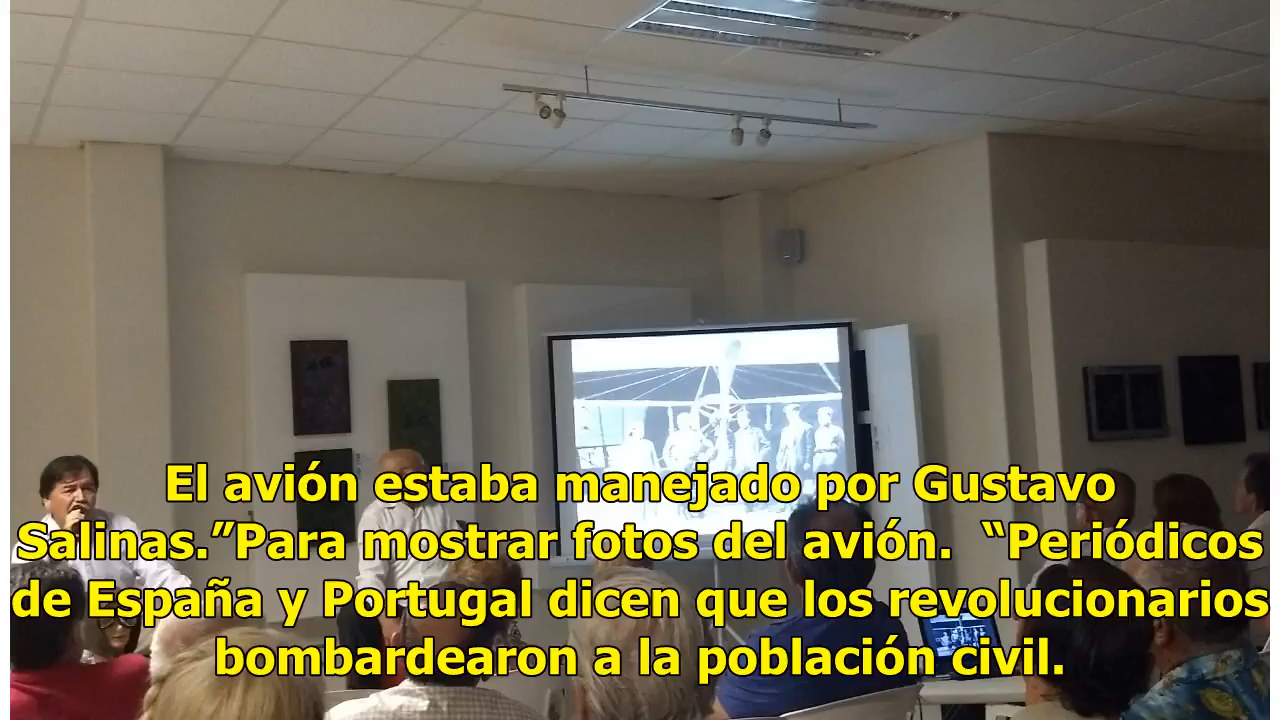 El avión estaba manejado por Gustavo
Salinas.”Para mostrar fotos del avión.  “Periódicos
de España y Portugal dicen que los revolucionarios
bombardearon a la población civil.